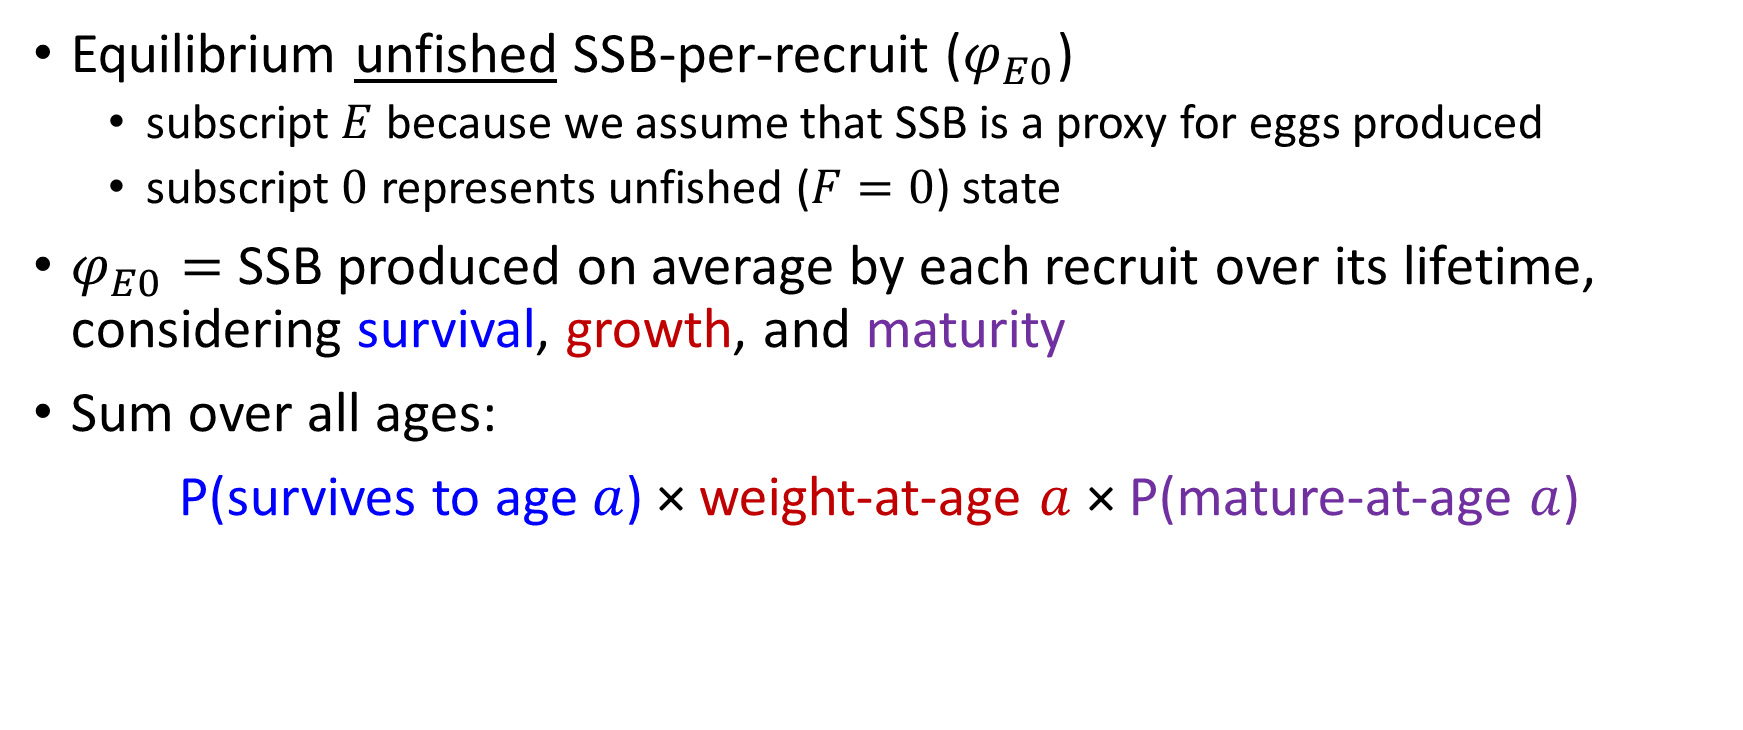 • Equilibrium unfished SSB-per-recruit (φ_E0)
• subscript E because we assume that SSB is a proxy for eggs produced
• subscript 0 represents unfished (F = 0) state
• φ_E0 = SSB produced on average by each recruit over its lifetime,
considering survival, growth, and maturity
• Sum over all ages:
P(survives to age a) × weight-at-age a × P(mature-at-age a)